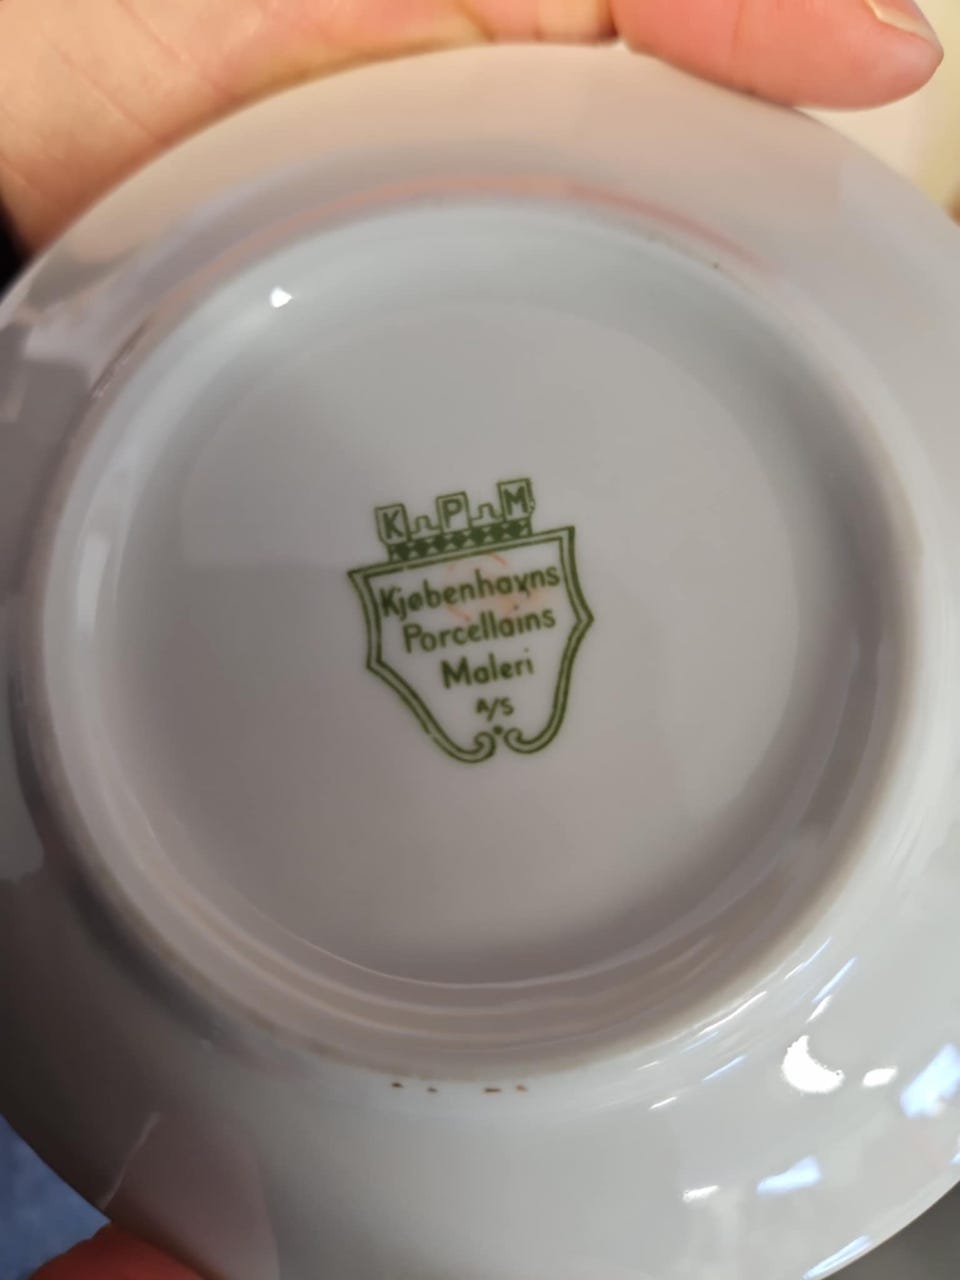 K P M
Kjøbenhavns
Porcellains
Maleri
A/S